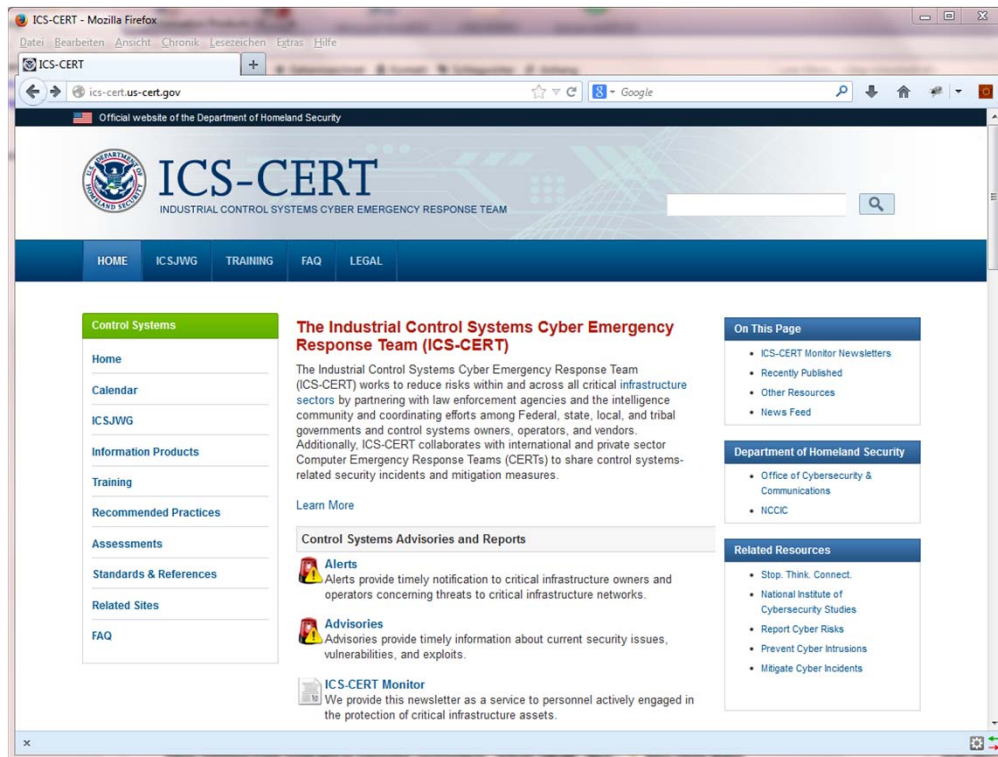 ICS-CERT - Mozilla Firefox
Datei Bearbeiten Ansicht Chronik Lesezeichen Extras Hilfe
ICS-CERT
ics-cert.us-cert.gov
Google
Official website of the Department of Homeland Security
ICS-CERT
INDUSTRIAL CONTROL SYSTEMS CYBER EMERGENCY RESPONSE TEAM
HOME ICSJWG TRAINING FAQ LEGAL
Control Systems
Home
Calendar
ICSJWG
Information Products
Training
Recommended Practices
Assessments
Standards & References
Related Sites
FAQ
The Industrial Control Systems Cyber Emergency
Response Team (ICS-CERT)
The Industrial Control Systems Cyber Emergency Response Team
(ICS-CERT) works to reduce risks within and across all critical infrastructure
sectors by partnering with law enforcement agencies and the intelligence
community and coordinating efforts among Federal, state, local, and tribal
governments and control systems owners, operators, and vendors.
Additionally, ICS-CERT collaborates with international and private sector
Computer Emergency Response Teams (CERTs) to share control systems-
related security incidents and mitigation measures.
Learn More
Control Systems Advisories and Reports
Alerts
Alerts provide timely notification to critical infrastructure owners and
operators concerning threats to critical infrastructure networks.
Advisories
Advisories provide timely information about current security issues,
vulnerabilities, and exploits.
ICS-CERT Monitor
We provide this newsletter as a service to personnel actively engaged in
the protection of critical infrastructure assets.
On This Page
ICS-CERT Monitor Newsletters
Recently Published
Other Resources
News Feed
Department of Homeland Security
Office of Cybersecurity &
Communications
NCCIC
Related Resources
Stop. Think. Connect.
National Institute of
Cybersecurity Studies
Report Cyber Risks
Prevent Cyber Intrusions
Mitigate Cyber Incidents